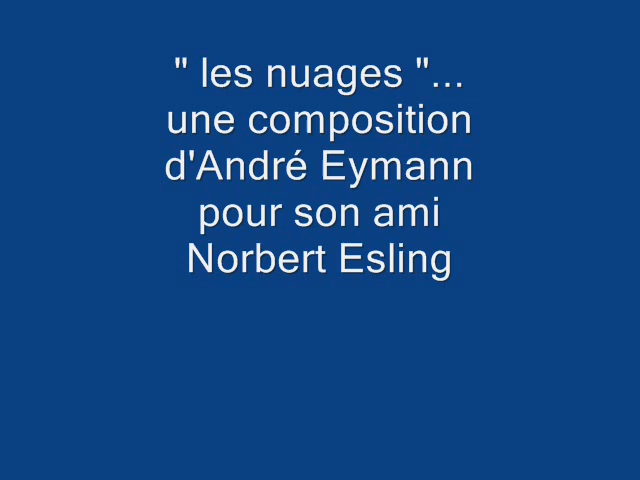 " les nuages "...
une composition
d'André Eymann
pour son ami
Norbert Esling